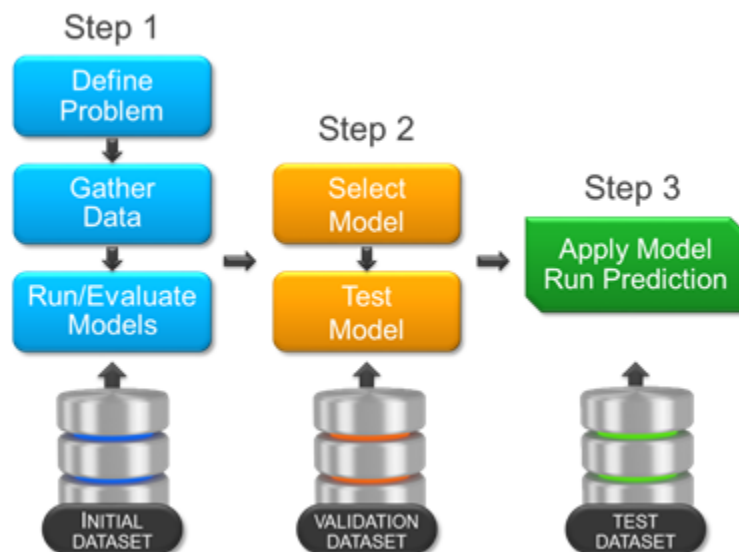 Step 1
Define
Problem
Gather
Data
Run/Evaluate
Models
INITIAL
DATASET
Step 2
Select
Model
Test
Model
VALIDATION
DATASET
Step 3
Apply Model
Run Prediction
TEST
DATASET